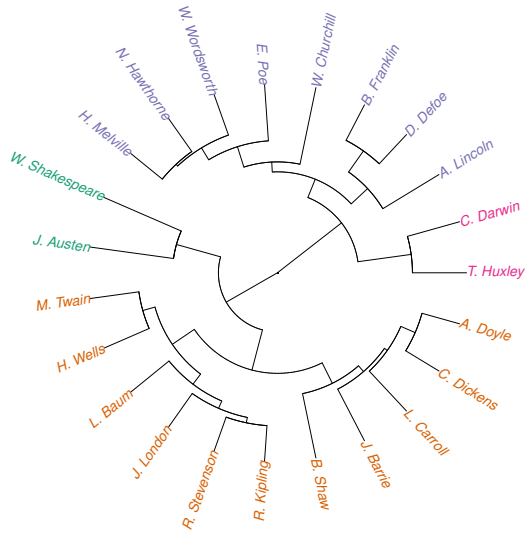 W. Churchill
E. Poe
W. Wordsworth
N. Hawthorne
H. Melville
W. Shakespeare
J. Austen
M. Twain
H. Wells
L. Baum
J. London
R. Stevenson
R. Kipling
B. Shaw
J. Barrie
L. Carroll
C. Dickens
A. Doyle
T. Huxley
C. Darwin
A. Lincoln
D. Defoe
B. Franklin